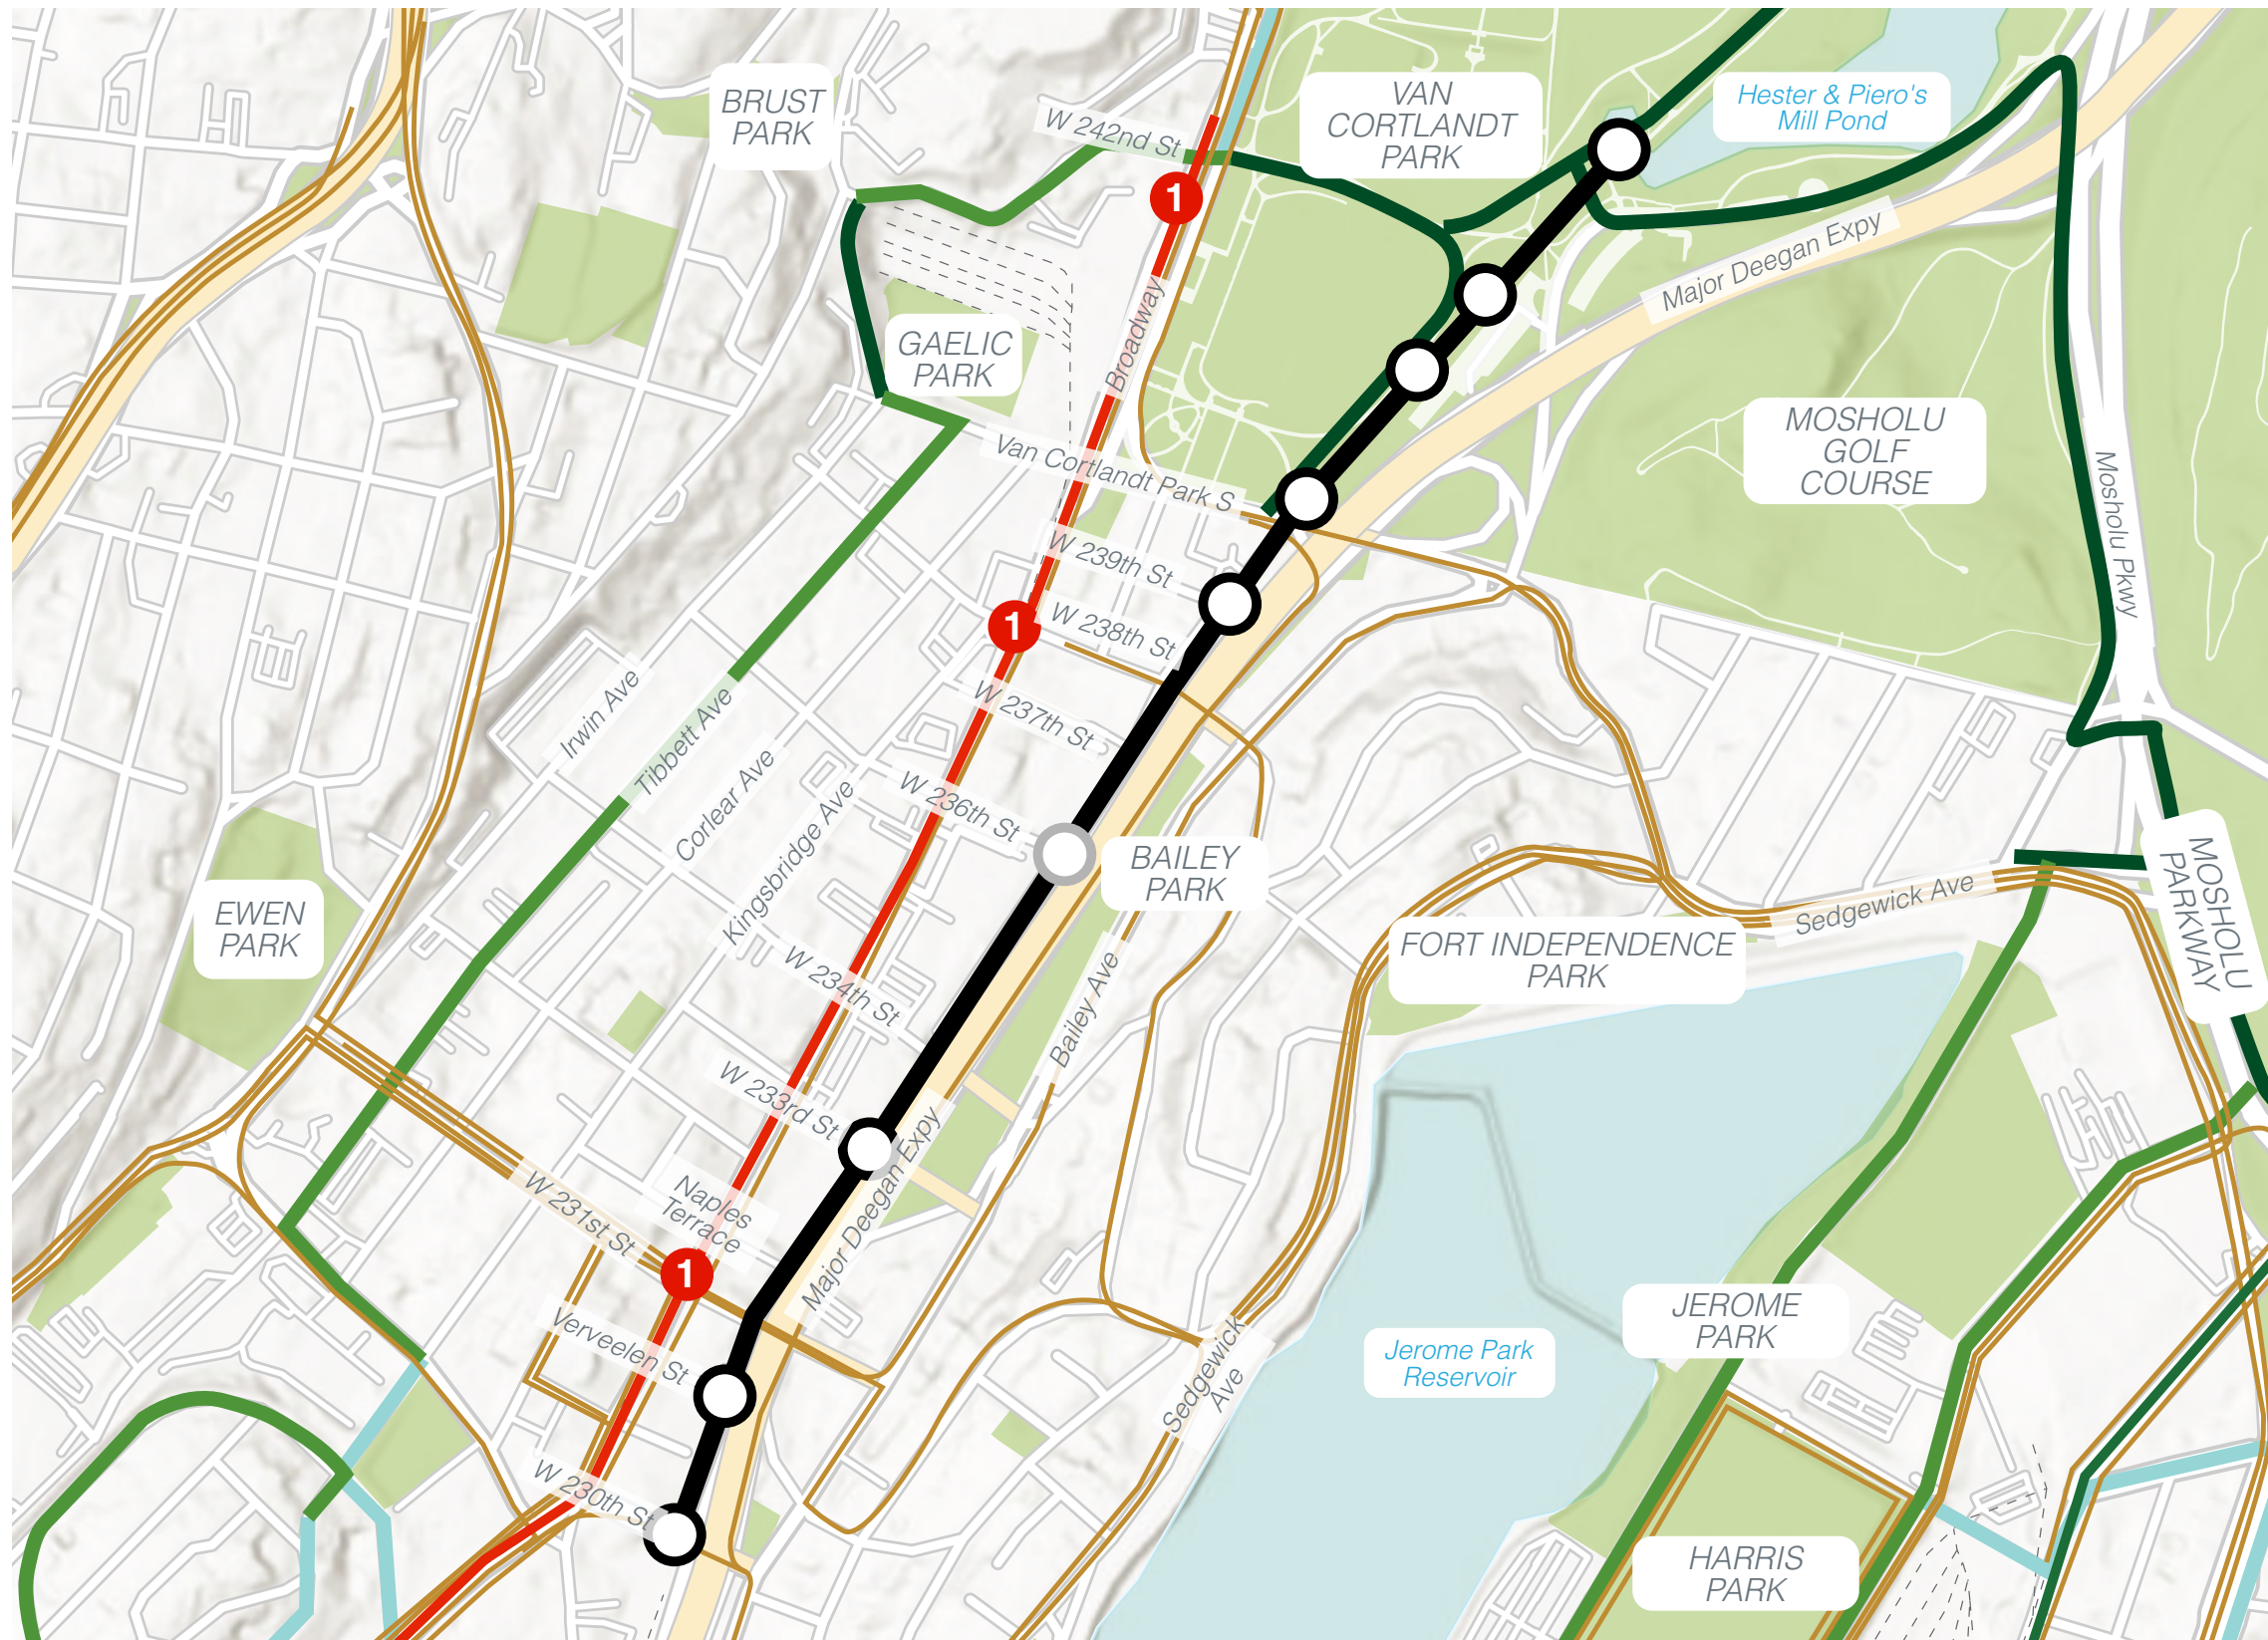 BRUST
PARK
W 242nd St
VAN
CORTLANDT
PARK
Hester & Piero's
Mill Pond
1
Major Deegan Expy
Broadway
GAELIC
PARK
MOSHOLU
GOLF
COURSE
Van Cortlandt Park S
Mosholu Pkwy
W 239th St
1
W 238th St
Irwin Ave
Tibbett Ave
W 237th St
Corlear Ave
Kingsbridge Ave
W 236th St
BAILEY
PARK
MOSHOLU
PARKWAY
EWEN
PARK
Sedgewick Ave
FORT INDEPENDENCE
PARK
W 234th St
Bailey Ave
W 233rd St
Major Deegan Expy
W 231st St
Naples
Terrace
1
Verveelen St
JEROME
PARK
Jerome Park
Reservoir
Sedgewick
Ave
W 230th St
HARRIS
PARK